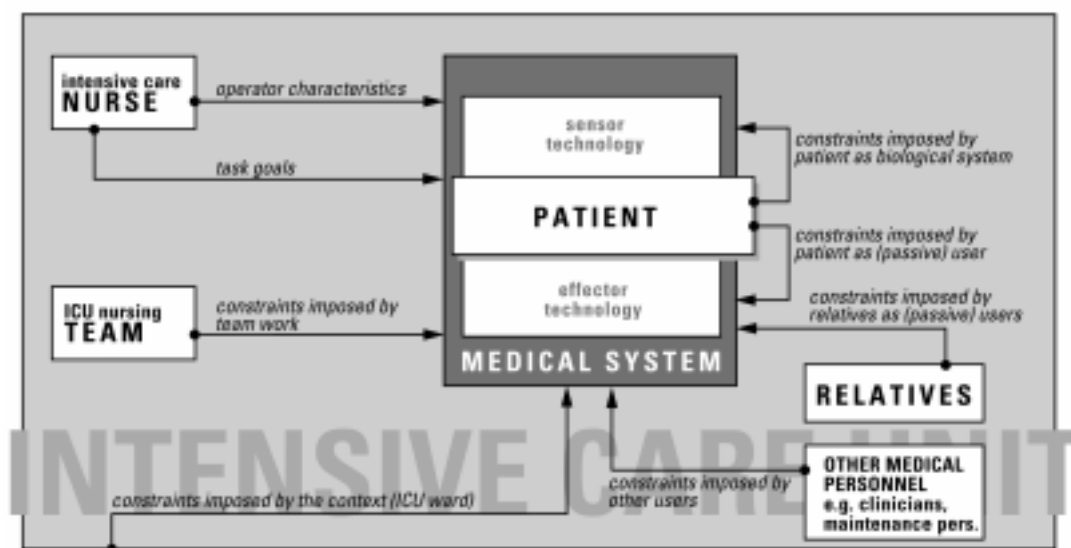 intensive care
NURSE
operator characteristics
task goals
sensor
technology
PATIENT
effector
technology
MEDICAL SYSTEM
constraints imposed by
patient as biological system
constraints imposed by
patient as (passive) user
constraints imposed by
relatives as (passive) users
ICU nursing
TEAM
constraints imposed by
team work
RELATIVES
INTENSIVE CARE UNIT
OTHER MEDICAL
PERSONNEL
e.g. clinicians,
maintenance pers.
constraints imposed by
other users
constraints imposed by the context (ICU ward)